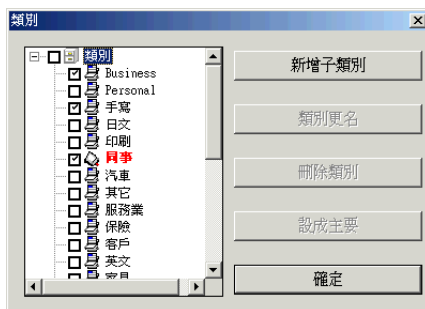 類別
類別
Business
Personal
手寫
日文
印刷
同事
汽車
其它
服務業
保險
客戶
英文
家具
新增子類別
類別更名
刪除類別
設成主要
確定